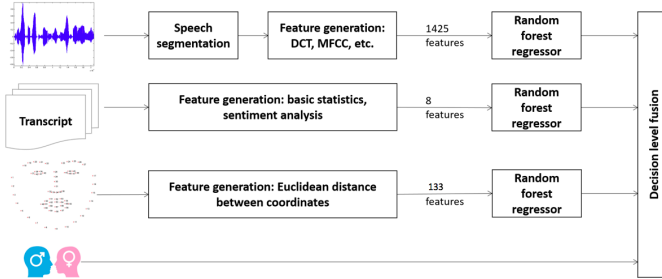 Speech
segmentation
Feature generation:
DCT, MFCC, etc.
1425
features
Random
forest
regressor
Transcript
Feature generation: basic statistics,
sentiment analysis
8
features
Random
forest
regressor
Feature generation: Euclidean distance
between coordinates
133
features
Random
forest
regressor
Decision level fusion